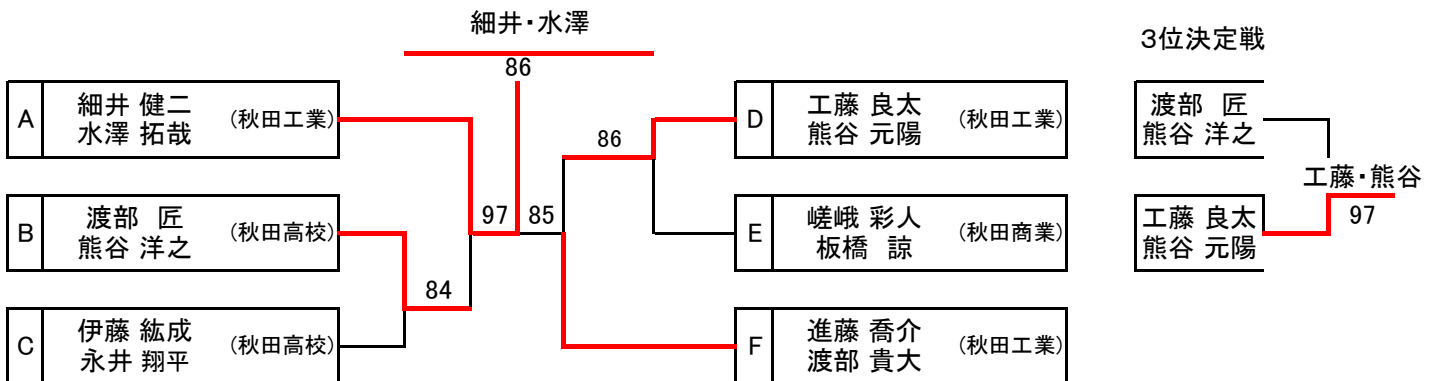 細井・水澤
3位決定戦
86
A 細井 健二 水澤 拓哉 (秋田工業)
D 工藤 良太 熊谷 元陽 (秋田工業)
渡部 匠 熊谷 洋之
86
工藤・熊谷
B 渡部 匠 熊谷 洋之 (秋田高校)
97
85
E 嵯峨 彩人 板橋 諒 (秋田商業)
工藤 良太 熊谷 元陽
97
84
C 伊藤 紘成 永井 翔平 (秋田高校)
F 進藤 喬介 渡部 貴大 (秋田工業)